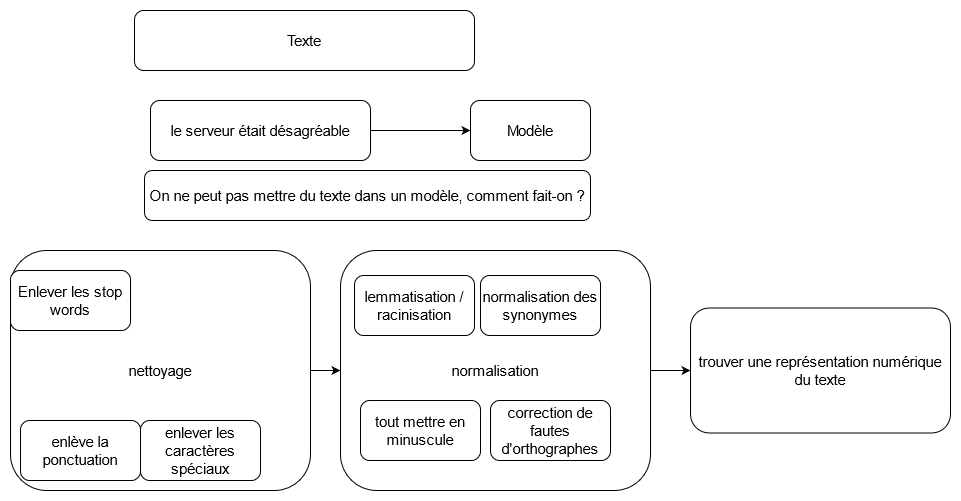 Texte
le serveur était désagréable
Modèle
On ne peut pas mettre du texte dans un modèle, comment fait-on ?
Enlever les stop
words
nettoyage
enlève la
ponctuation
enlever les
caractères
spéciaux
lemmatisation /
racinisation
normalisation des
synonymes
normalisation
tout mettre en
minuscule
correction de
fautes
d'orthographes
trouver une représentation numérique
du texte